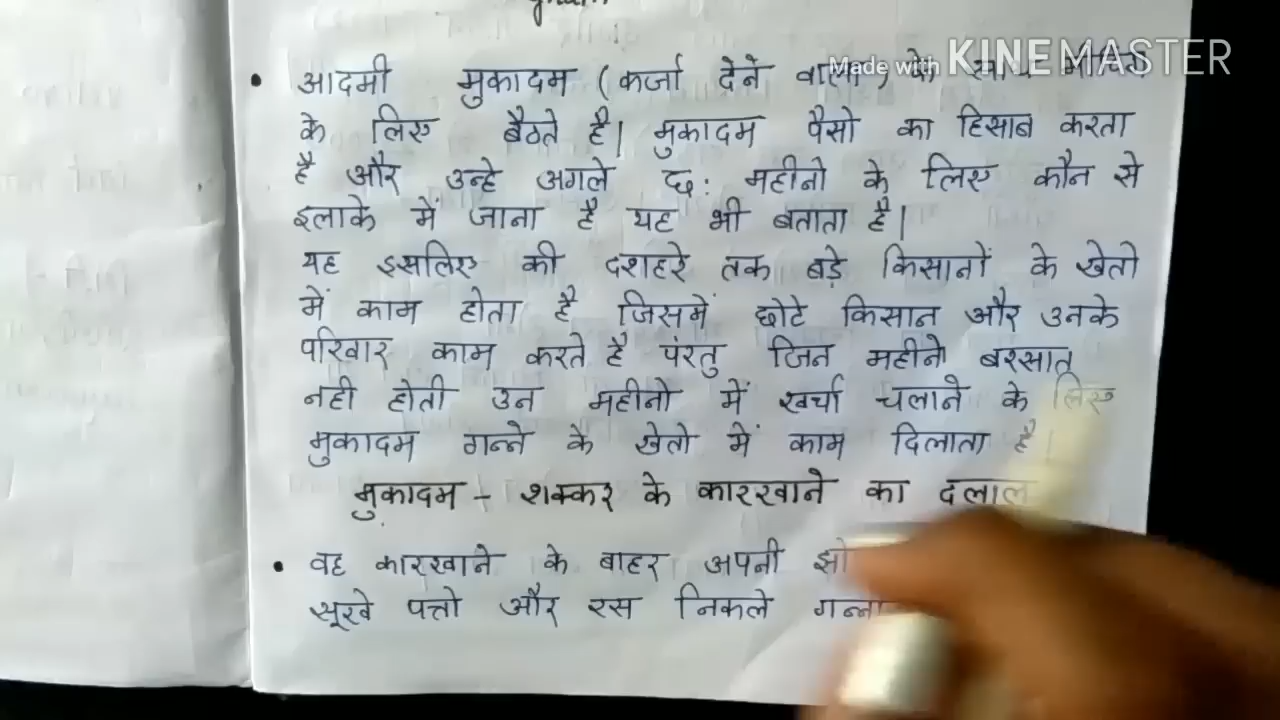 Made with KINEMASTER
आदमी मुकादम (कर्जा देने वाला) के साथ
के लिए बैठते है। मुकादम पैसो का हिसाब करता
है और उन्हे अगले छ: महीनो के लिए कौन से
इलाके में जाना है यह भी बताता है।
यह इसलिए की दशहरे तक बड़े किसानों के खेतो
में काम होता है जिसमें छोटे किसान और उनके
परिवार काम करते है पंरतु जिन महीनो बरसात
नही होती उन महीनो में खर्चा चलाने के लिए
मुकादम गन्ने के खेतो में काम दिलाता है।
मुकादम - शक्कर के कारखाने का दलाल
वह कारखाने के बाहर अपनी
सूखे पत्तो और रस निकले